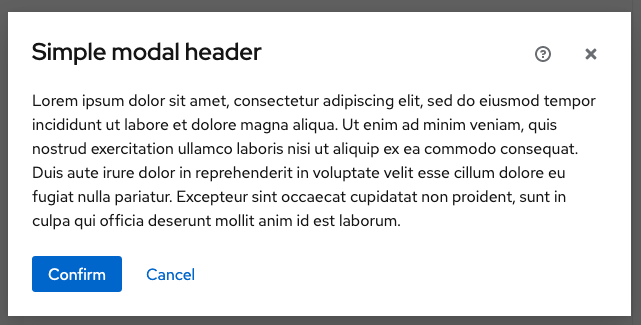 Simple modal header
Lorem ipsum dolor sit amet, consectetur adipiscing elit, sed do eiusmod tempor
incididunt ut labore et dolore magna aliqua. Ut enim ad minim veniam, quis
nostrud exercitation ullamco laboris nisi ut aliquip ex ea commodo consequat.
Duis aute irure dolor in reprehenderit in voluptate velit esse cillum dolore eu
fugiat nulla pariatur. Excepteur sint occaecat cupidatat non proident, sunt in
culpa qui officia deserunt mollit anim id est laborum.
Confirm Cancel